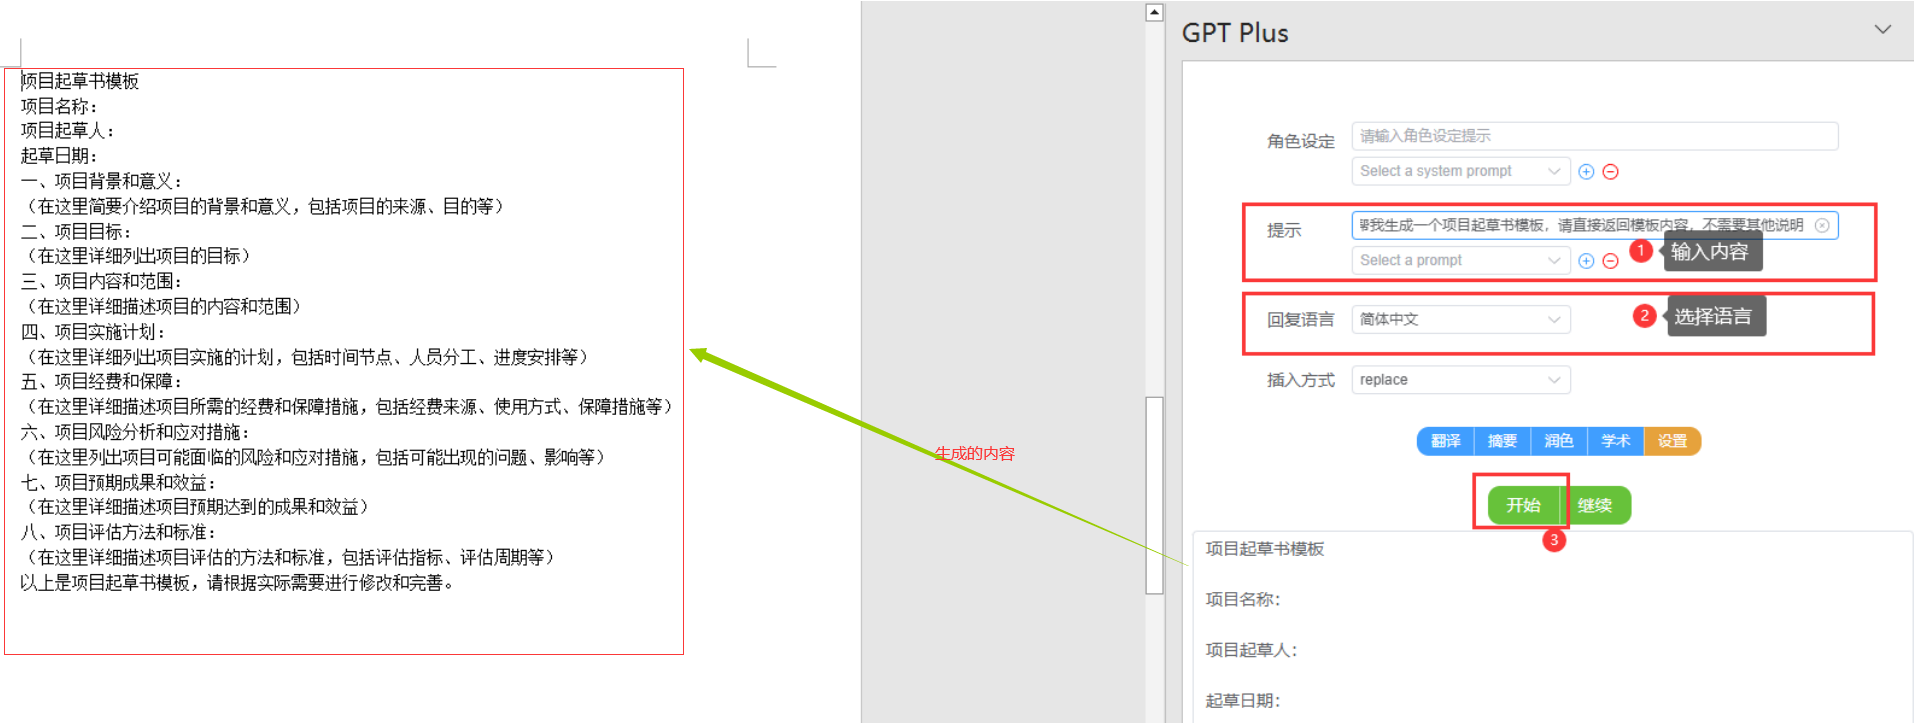 项目起草书模板
项目名称：
项目起草人：
起草日期：
一、项目背景和意义：
（在这里简要介绍项目的背景和意义，包括项目的来源、目的等）
二、项目目标：
（在这里详细列出项目的目标）
三、项目内容和范围：
（在这里详细描述项目的内容和范围）
四、项目实施计划：
（在这里详细列出项目实施的计划，包括时间节点、人员分工、进度安排等）
五、项目经费和保障：
（在这里详细描述项目所需的经费和保障措施，包括经费来源、使用方式、保障措施等）
六、项目风险分析和应对措施：
（在这里列出项目可能面临的风险和应对措施，包括可能出现的问题、影响等）
七、项目预期成果和效益：
（在这里详细描述项目预期达到的成果和效益）
八、项目评估方法和标准：
（在这里详细描述项目评估的方法和标准，包括评估指标、评估周期等）
以上是项目起草书模板，请根据实际需要进行修改和完善。
生成的内容
GPT Plus
角色设定 请输入角色设定提示
Select a system prompt
提示 我生成一个项目起草书模板，请直接返回模板内容，不需要其他说明
1 输入内容
Select a prompt
回复语言 简体中文
2 选择语言
插入方式 replace
翻译 摘要 润色 学术 设置
开始 继续
3
项目起草书模板
项目名称：
项目起草人：
起草日期：